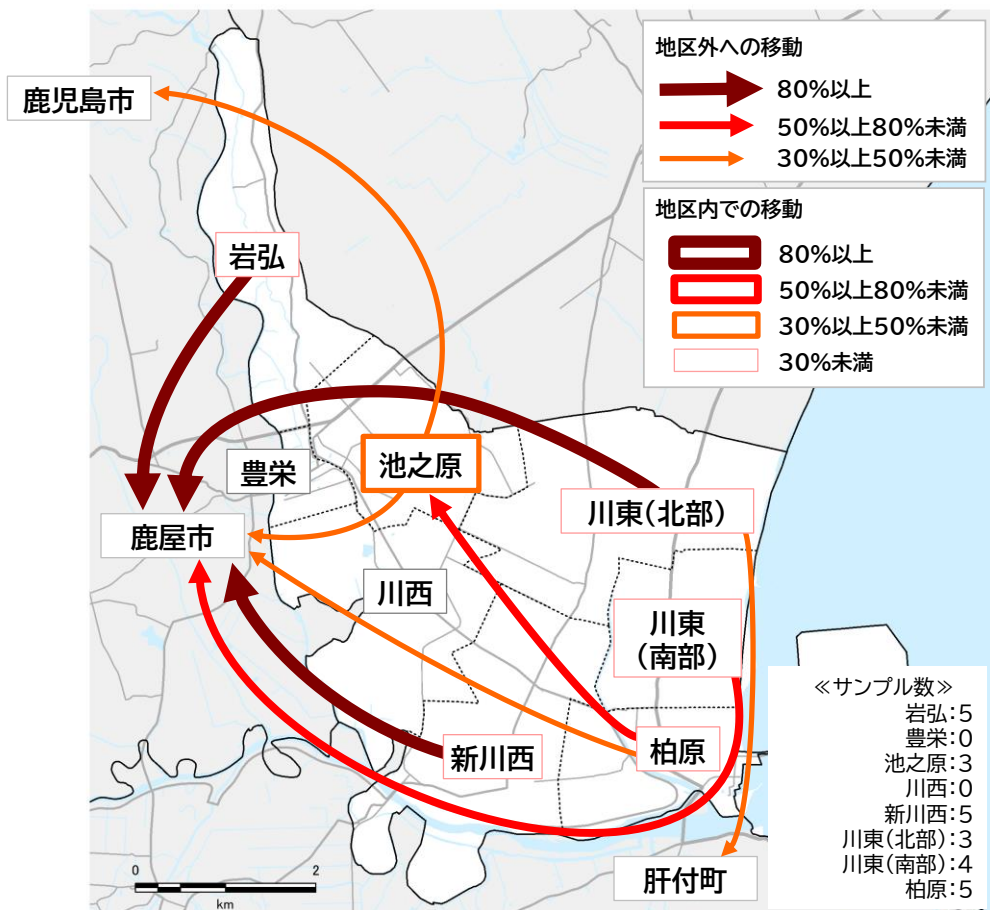 地区外への移動
80%以上
50%以上80%未満
30%以上50%未満
地区内での移動
80%以上
50%以上80%未満
30%以上50%未満
30%未満
鹿児島市
岩弘
豊栄
池之原
鹿屋市
川東(北部)
川西
川東
(南部)
新川西
柏原
肝付町
≪サンプル数≫
岩弘:5
豊栄:0
池之原:3
川西:0
新川西:5
川東(北部):3
川東(南部):4
柏原:5
0 2
km